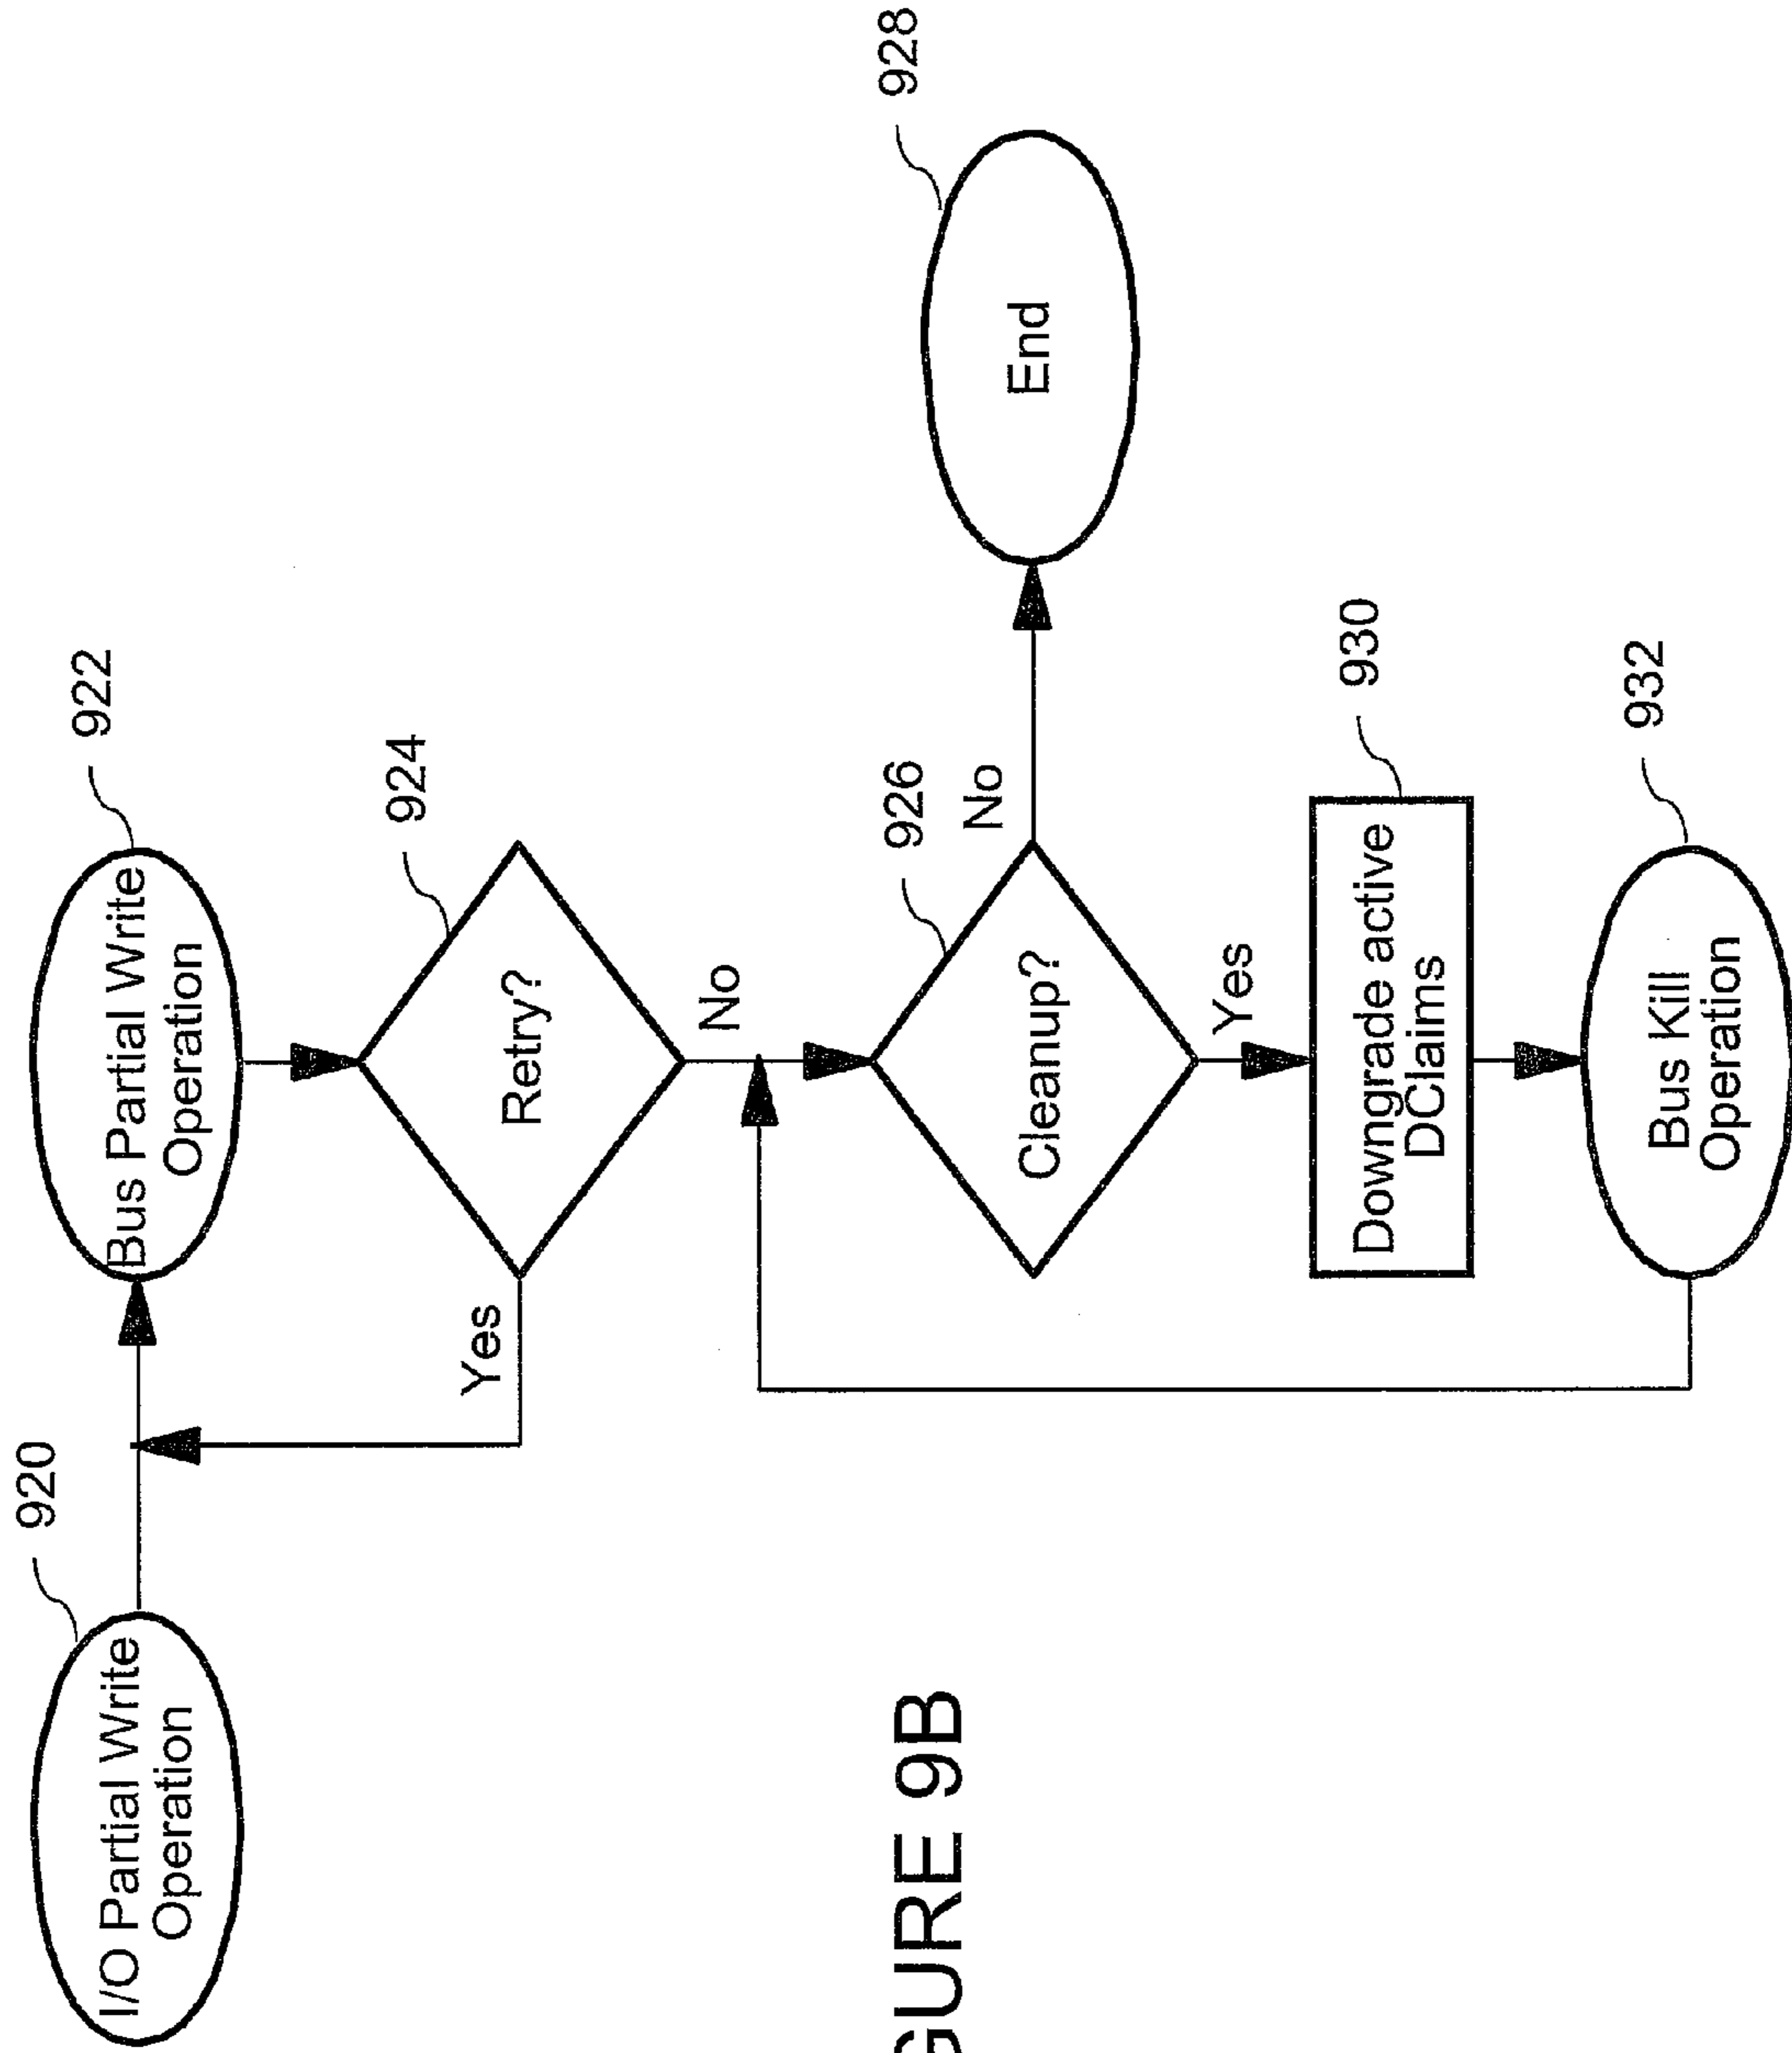 920
I/O Partial Write
Operation
922
Bus Partial Write
Operation
924
Retry?
Yes
No
926
Cleanup?
No
928
End
Yes
930
Downgrade active
DClaims
932
Bus Kill
Operation
GURE 9B